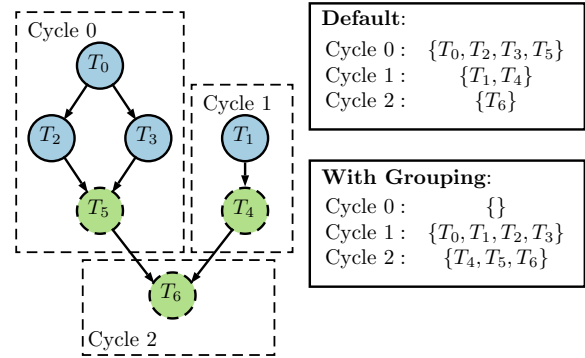 Cycle 0
T₀
T₂
T₃
T₅
Cycle 1
T₁
T₄
T₆
Cycle 2
Default:
Cycle 0 : {T₀, T₂, T₃, T₅}
Cycle 1 : {T₁, T₄}
Cycle 2 : {T₆}
With Grouping:
Cycle 0 : {}
Cycle 1 : {T₀, T₁, T₂, T₃}
Cycle 2 : {T₄, T₅, T₆}